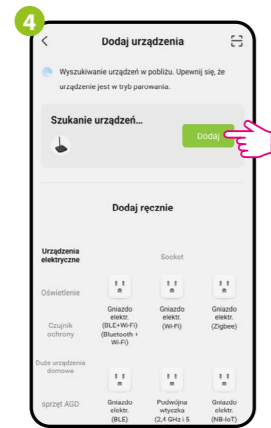 4
Dodaj urządzenia
Wyszukiwanie urządzeń w pobliżu. Upewnij się, że
urządzenie jest w tryb parowania.
Szukanie urządzeń...
Dodaj
Dodaj ręcznie
Urządzenia
elektryczne
Socket
Oświetlenie
Gniazdo
elektr.
(BLE+Wi-Fi)
(Bluetooth +
Wi-Fi)
Gniazdo
elektr.
(Wi-Fi)
Gniazdo
elektr.
(Zigbee)
Czujnik
ochrony
Duże urządzenia
domowe
sprzęt AGD
Gniazdo
elektr.
(BLE)
Podwójna
wtyczka
(2,4 GHz i 5
Gniazdo
elektr.
(NB-IoT)